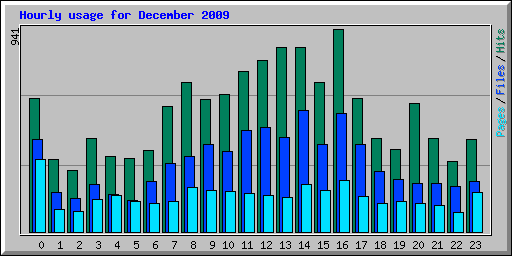 Hourly usage for December 2009
941
Pages / Files / Hits
0 1 2 3 4 5 6 7 8 9 10 11 12 13 14 15 16 17 18 19 20 21 22 23